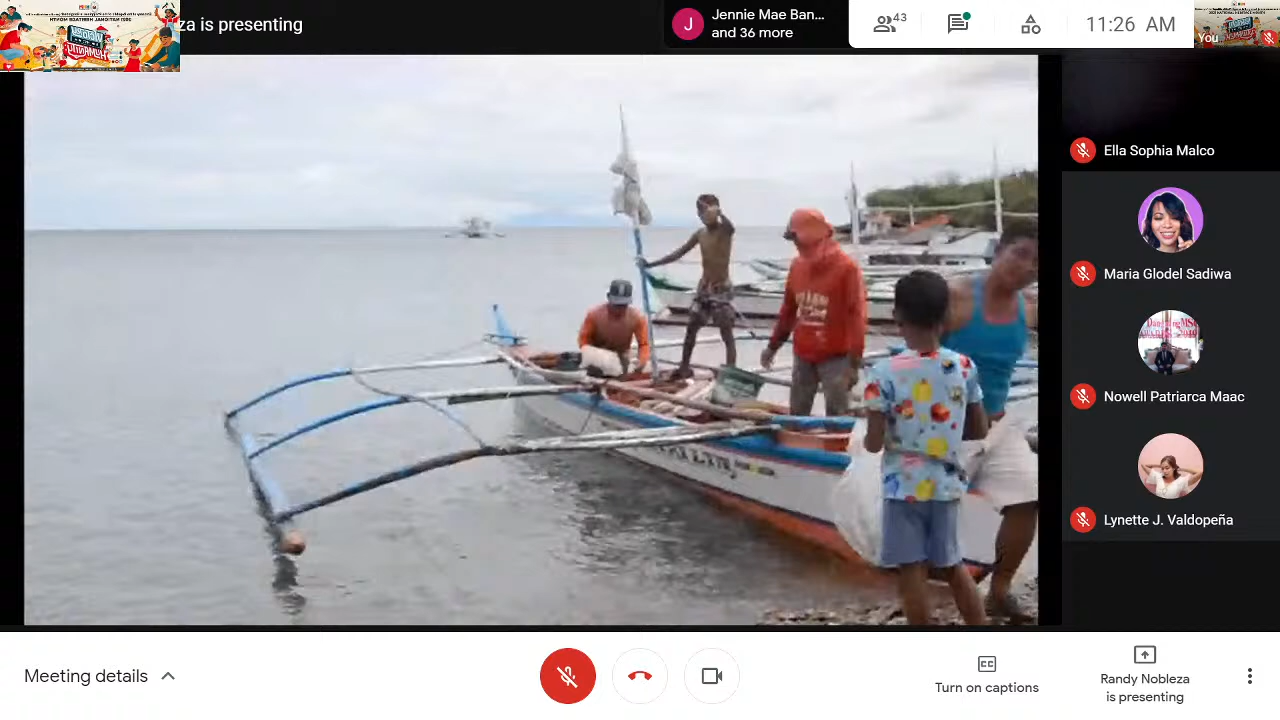 za is presenting
Jennie Mae Ban...
and 36 more
43
11:26 AM
You
Ella Sophia Malco
Maria Glodel Sadiwa
Nowell Patriarca Maac
Lynette J. Valdopeña
Meeting details
Turn on captions
Randy Nobleza
is presenting